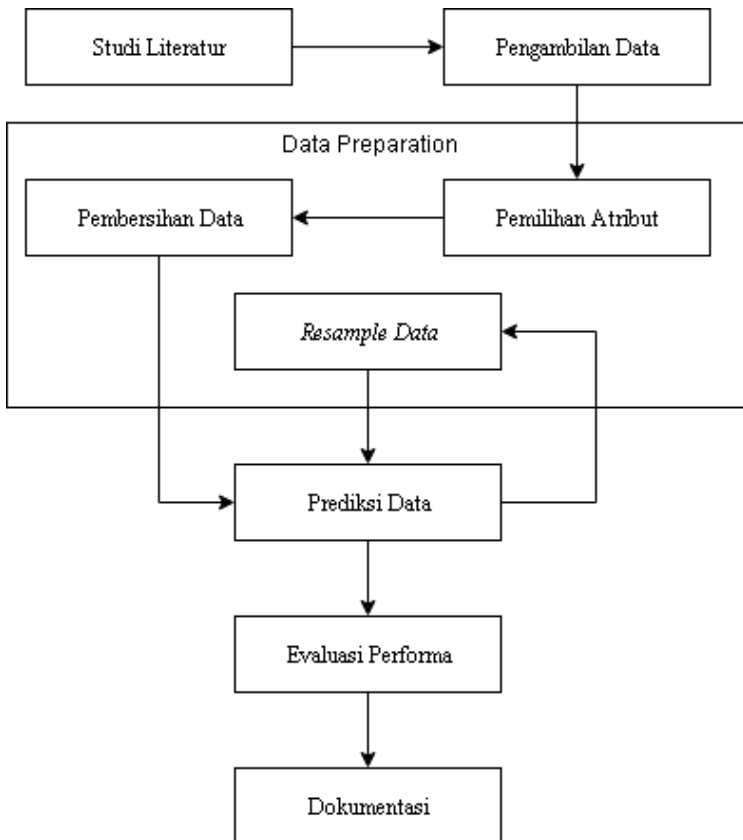 Studi Literatur
Pengambilan Data
Data Preparation
Pembersihan Data
Pemilihan Atribut
Resample Data
Prediksi Data
Evaluasi Performa
Dokumentasi